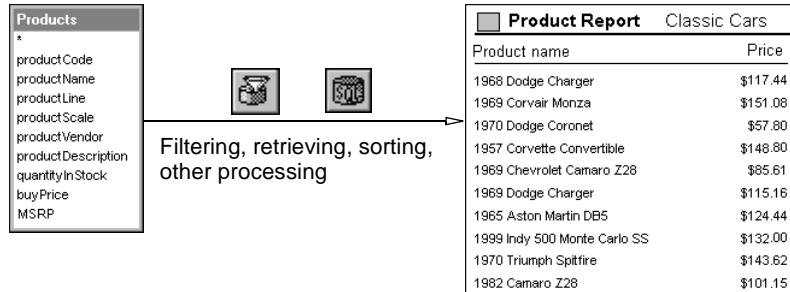 Products
*
productCode
productName
productLine
productScale
productVendor
productDescription
quantityInStock
buyPrice
MSRP
SQL
Filtering, retrieving, sorting,
other processing
Product Report Classic Cars
Product name Price
1968 Dodge Charger $117.44
1969 Corvair Monza $151.08
1970 Dodge Coronet $57.80
1957 Corvette Convertible $148.80
1969 Chevrolet Camaro Z28 $85.61
1969 Dodge Charger $115.16
1965 Aston Martin DB5 $124.44
1999 Indy 500 Monte Carlo SS $132.00
1970 Triumph Spitfire $143.62
1982 Camaro Z28 $101.15